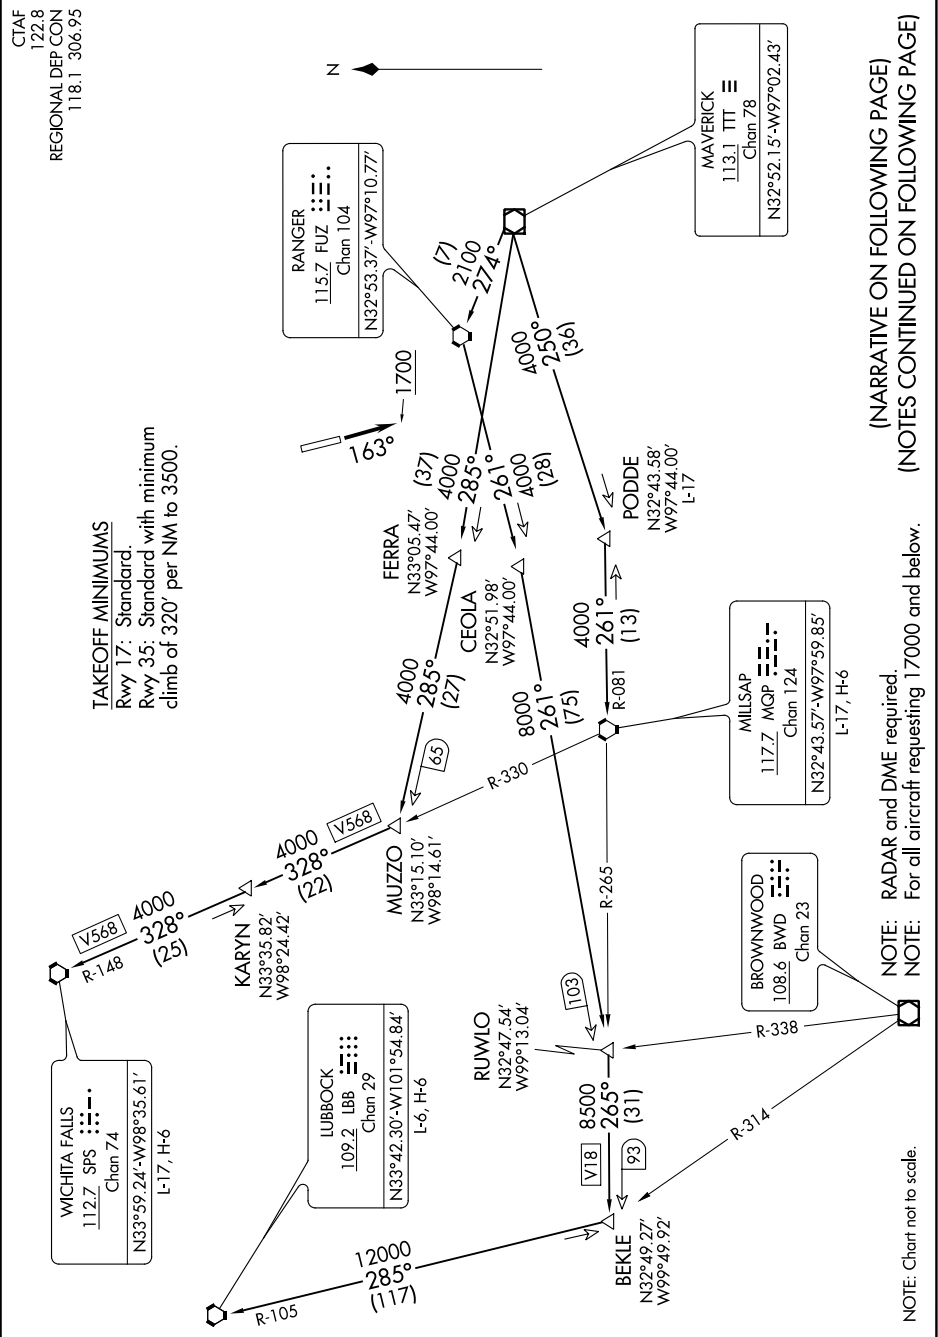 CTAF
122.8
REGIONAL DEP CON
118.1 306.95
TAKEOFF MINIMUMS
Rwy 17: Standard.
Rwy 35: Standard with minimum
climb of 320' per NM to 3500.
N
WICHITA FALLS
112.7 SPS
Chan 74
N33°59.24'-W98°35.61'
L-17, H-6
R-148
V568
4000
328°
(25)
KARYN
N33°35.82'
W98°24.42'
4000
328°
(22)
V568
MUZZO
N33°15.10'
W98°14.61'
65
4000
285°
(27)
FERRA
N33°05.47'
W97°44.00'
(37)
4000
285°
163°
1700
RANGER
115.7 FUZ
Chan 104
N32°53.37'-W97°10.77'
(7)
2100
274°
MAVERICK
113.1 TTT
Chan 78
N32°52.15'-W97°02.43'
261°
4000
(28)
CEOLA
N32°51.98'
W97°44.00'
8000
261°
(75)
4000
250°
(36)
PODDE
N32°43.58'
W97°44.00'
L-17
4000
261°
(13)
R-081
MILLSAP
117.7 MQP
Chan 124
N32°43.57'-W97°59.85'
L-17, H-6
R-330
R-265
LUBBOCK
109.2 LBB
Chan 29
N33°42.30'-W101°54.84'
L-6, H-6
R-105
12000
285°
(117)
RUWLO
N32°47.54'
W99°13.04'
103
8500
265°
(31)
V18
93
BEKLE
N32°49.27'
W99°49.92'
BROWNWOOD
108.6 BWD
Chan 23
R-338
R-314
NOTE: RADAR and DME required.
NOTE: For all aircraft requesting 17000 and below.
(NARRATIVE ON FOLLOWING PAGE)
(NOTES CONTINUED ON FOLLOWING PAGE)
NOTE: Chart not to scale.